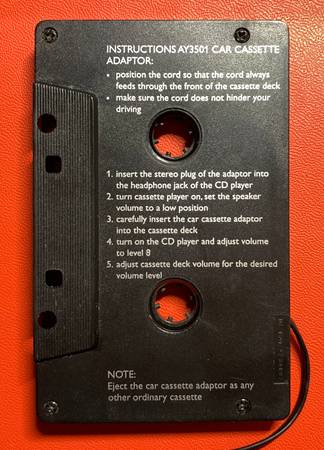 INSTRUCTIONS AY3501 CAR CASSETTE
ADAPTOR:
• position the cord so that the cord always
feeds through the front of the cassette deck
• make sure the cord does not hinder your
driving
1. insert the stereo plug of the adaptor into
the headphone jack of the CD player
2. turn cassette player on, set the speaker
volume to a low position
3. carefully insert the car cassette adaptor
into the cassette deck
4. turn on the CD player and adjust volume
to level 8
5. adjust cassette deck volume for the desired
volume level
NOTE:
Eject the car cassette adaptor as any
other ordinary cassette